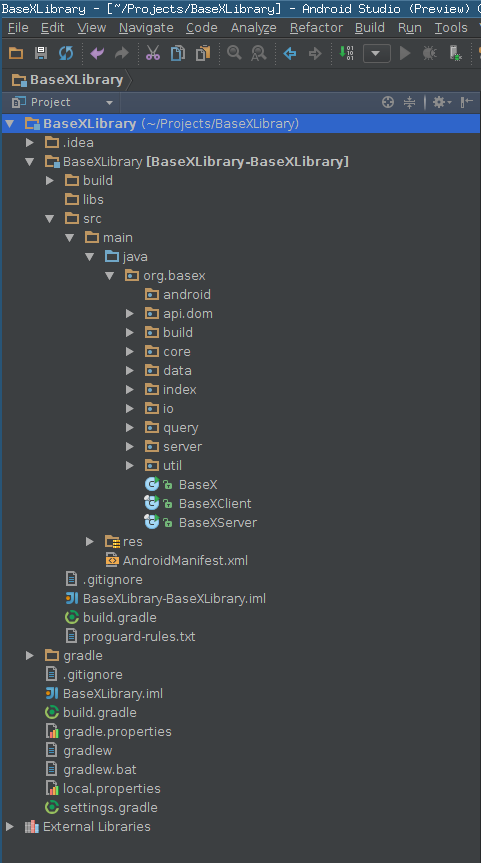 BaseXLibrary - [~/Projects/BaseXLibrary] - Android Studio (Preview) (
File Edit View Navigate Code Analyze Refactor Build Run Tools
BaseXLibrary
Project
BaseXLibrary (~/Projects/BaseXLibrary)
.idea
BaseXLibrary [BaseXLibrary-BaseXLibrary]
build
libs
src
main
java
org.basex
android
api.dom
build
core
data
index
io
query
server
util
BaseX
BaseXClient
BaseXServer
res
AndroidManifest.xml
.gitignore
BaseXLibrary-BaseXLibrary.iml
build.gradle
proguard-rules.txt
gradle
.gitignore
BaseXLibrary.iml
build.gradle
gradle.properties
gradlew
gradlew.bat
local.properties
settings.gradle
External Libraries